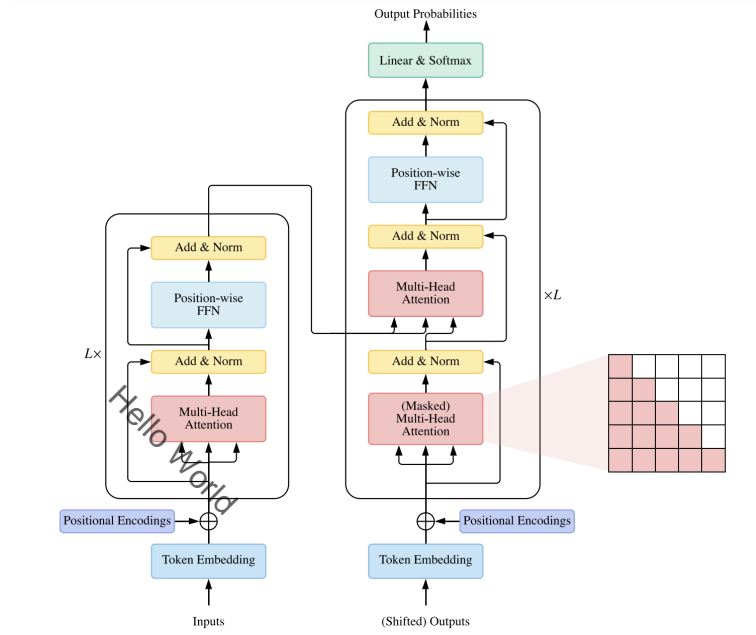 Output Probabilities
Linear & Softmax
Add & Norm
Position-wise
FFN
Add & Norm
Multi-Head
Attention
×L
Add & Norm
(Masked)
Multi-Head
Attention
Positional Encodings
Token Embedding
(Shifted) Outputs
Add & Norm
Position-wise
FFN
L×
Add & Norm
Multi-Head
Attention
Hello World
Positional Encodings
Token Embedding
Inputs